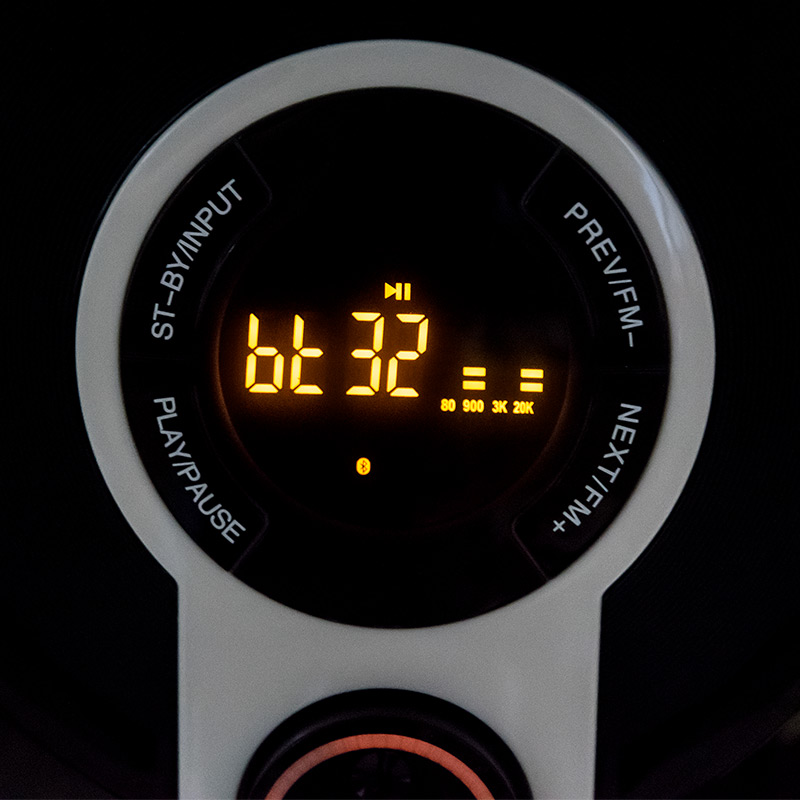 ST-BY/INPUT
PREV/FM-
bt 32
80 900 3K 20K
PLAY/PAUSE
NEXT/FM+